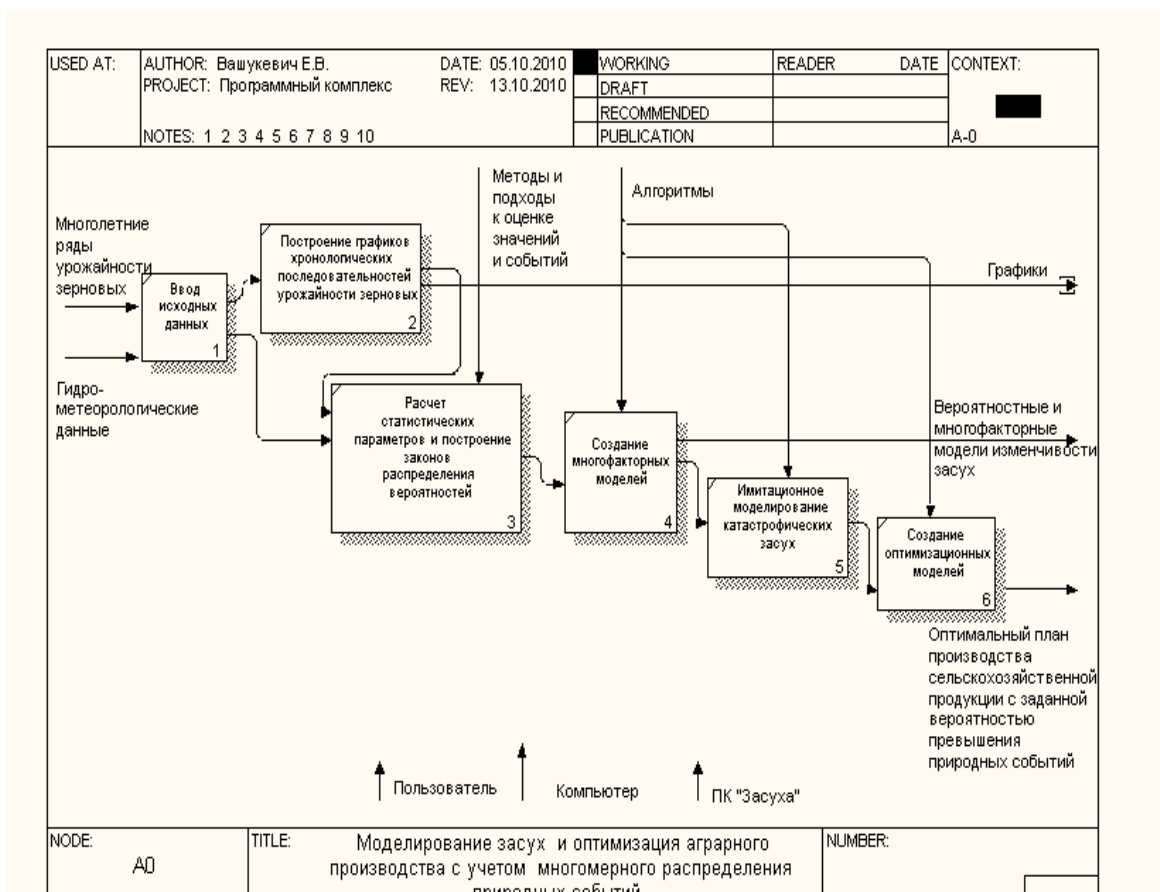 USED AT:
AUTHOR: Вашукевич Е.В.
DATE: 05.10.2010
PROJECT: Программный комплекс
REV: 13.10.2010
NOTES: 1 2 3 4 5 6 7 8 9 10
WORKING
DRAFT
RECOMMENDED
PUBLICATION
READER DATE
CONTEXT:
A-0
Методы и
подходы
к оценке
значений
и событий
Алгоритмы
Многолетние
ряды
урожайности
зерновых
Гидро-
метеорологические
данные
Ввод
исходных
данных
1
Построение графиков
хронологических
последовательностей
урожайности зерновых
2
Графики
Расчет
статистических
параметров и построение
законов
распределения
вероятностей
3
Создание
многофакторных
моделей
4
Вероятностные и
многофакторные
модели изменчивости
засух
Имитационное
моделирование
катастрофических
засух
5
Создание
оптимизационных
моделей
6
Оптимальный план
производства
сельскохозяйственной
продукции с заданной
вероятностью
превышения
природных событий
Пользователь
Компьютер
ПК "Засуха"
NODE:
A0
TITLE:
Моделирование засух и оптимизация аграрного
производства с учетом многомерного распределения
природных событий
NUMBER: